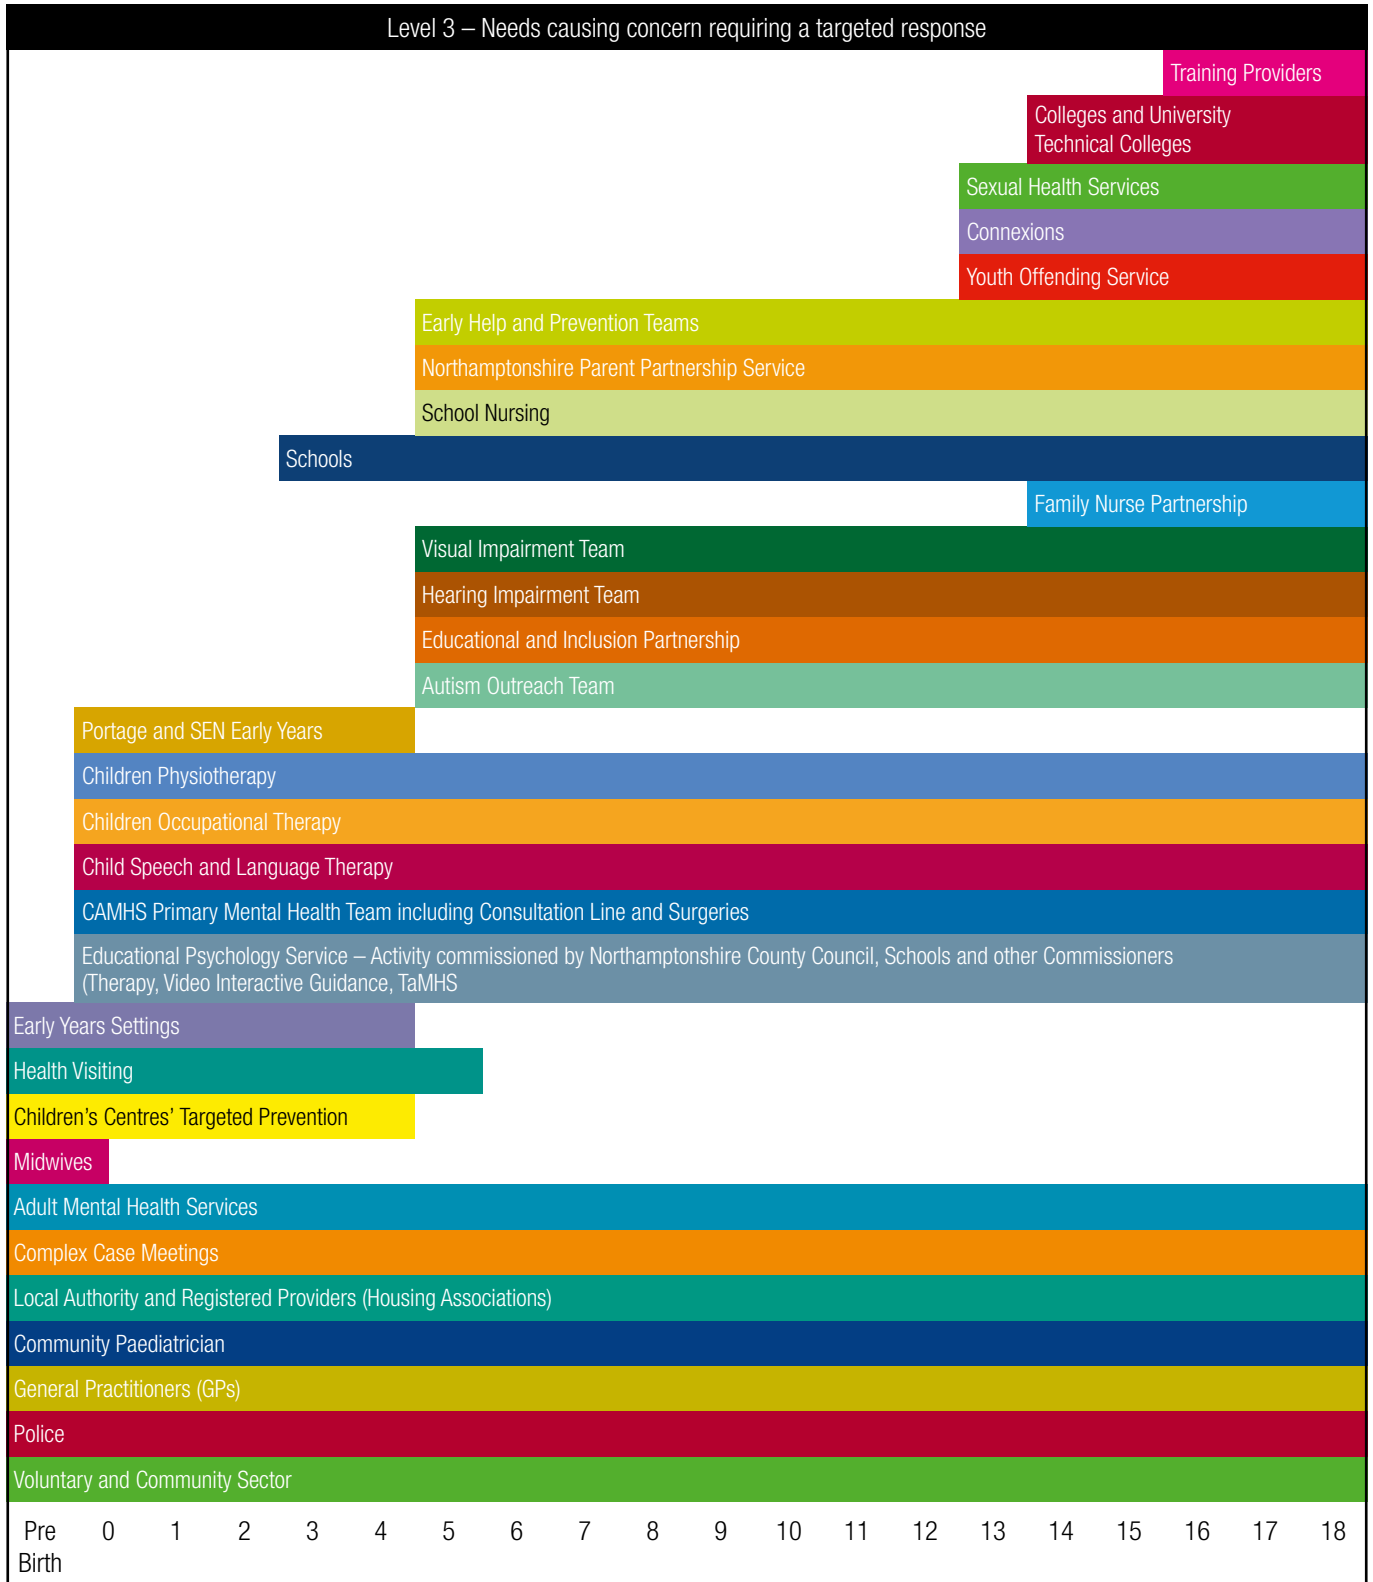 Level 3 – Needs causing concern requiring a targeted response
Training Providers
Colleges and University
Technical Colleges
Sexual Health Services
Connexions
Youth Offending Service
Early Help and Prevention Teams
Northamptonshire Parent Partnership Service
School Nursing
Schools
Family Nurse Partnership
Visual Impairment Team
Hearing Impairment Team
Educational and Inclusion Partnership
Autism Outreach Team
Portage and SEN Early Years
Children Physiotherapy
Children Occupational Therapy
Child Speech and Language Therapy
CAMHS Primary Mental Health Team including Consultation Line and Surgeries
Educational Psychology Service – Activity commissioned by Northamptonshire County Council, Schools and other Commissioners
(Therapy, Video Interactive Guidance, TaMHS
Early Years Settings
Health Visiting
Children’s Centres’ Targeted Prevention
Midwives
Adult Mental Health Services
Complex Case Meetings
Local Authority and Registered Providers (Housing Associations)
Community Paediatrician
General Practitioners (GPs)
Police
Voluntary and Community Sector
Pre 0 1 2 3 4 5 6 7 8 9 10 11 12 13 14 15 16 17 18
Birth